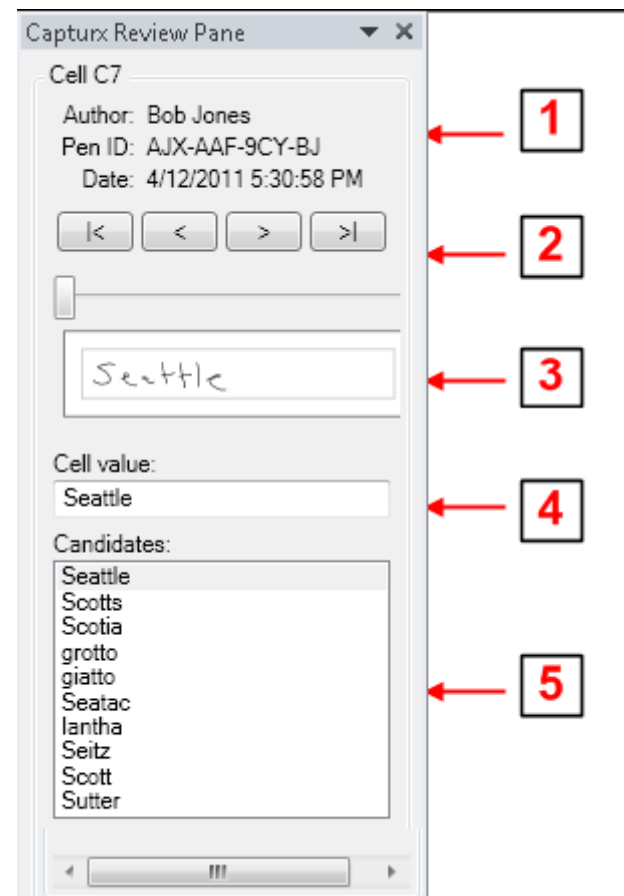 Capturx Review Pane
Cell C7
Author: Bob Jones
Pen ID: AJX-AAF-9CY-BJ
Date: 4/12/2011 5:30:58 PM
1
|< < > >|
2
Seattle
3
Cell value:
Seattle
4
Candidates:
Seattle
Scotts
Scotia
grotto
giatto
Seatac
lantha
Seitz
Scott
Sutter
5